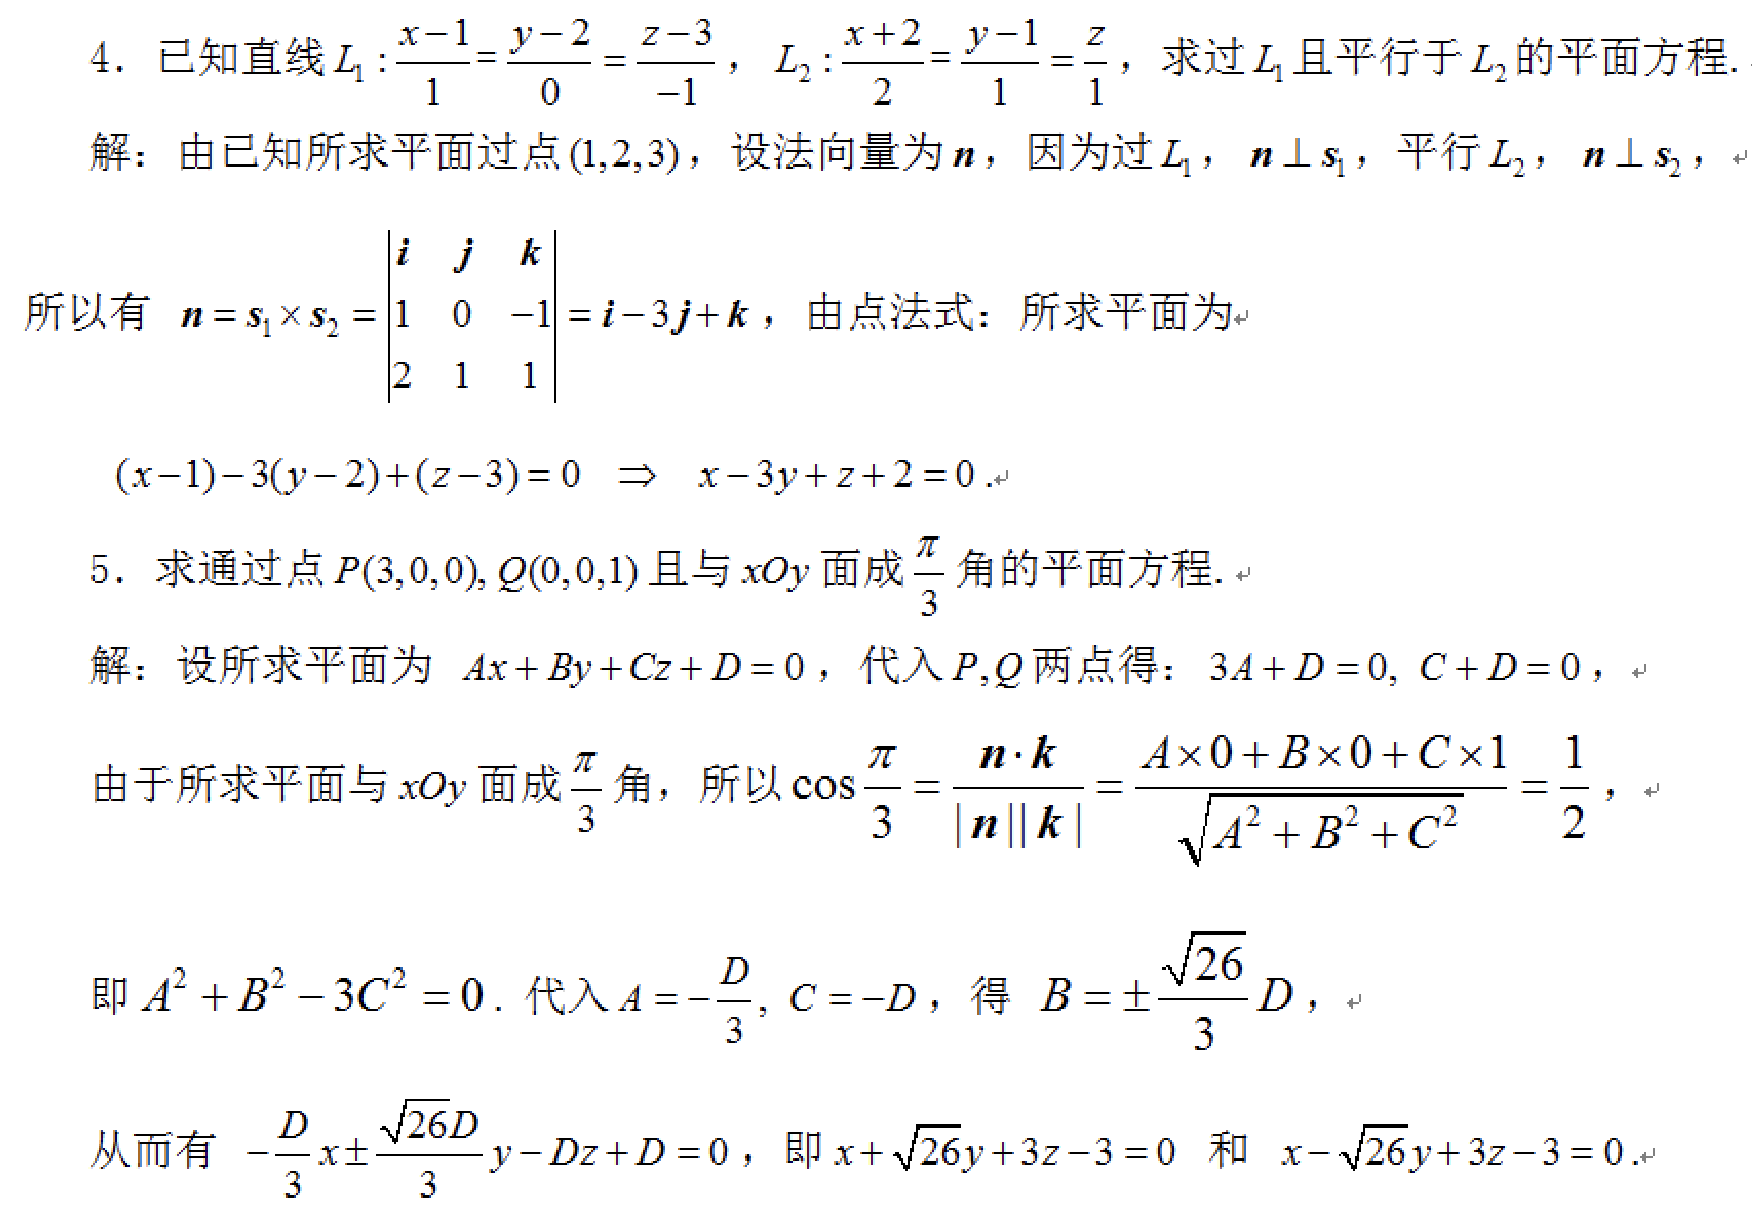 4. 已知直线 L₁ : (x−1)/1 = (y−2)/0 = (z−3)/−1， L₂ : (x+2)/2 = (y−1)/1 = z/1，求过 L₁ 且平行于 L₂ 的平面方程.
解：由已知所求平面过点 (1,2,3)，设法向量为 n，因为过 L₁， n ⊥ s₁，平行 L₂， n ⊥ s₂，
所以有 n = s₁ × s₂ = | i j k ; 1 0 −1 ; 2 1 1 | = i − 3j + k，由点法式：所求平面为
(x−1) − 3(y−2) + (z−3) = 0 ⇒ x − 3y + z + 2 = 0 .
5. 求通过点 P(3,0,0), Q(0,0,1) 且与 xOy 面成 π/3 角的平面方程.
解：设所求平面为 Ax + By + Cz + D = 0，代入 P,Q 两点得：3A + D = 0, C + D = 0，
由于所求平面与 xOy 面成 π/3 角，所以 cos π/3 = n·k / |n||k| = (A×0 + B×0 + C×1) / √(A² + B² + C²) = 1/2，
即 A² + B² − 3C² = 0 . 代入 A = −D/3, C = −D，得 B = ± (√26/3) D，
从而有 −(D/3) x ± (√26D/3) y − Dz + D = 0，即 x + √26y + 3z − 3 = 0 和 x − √26y + 3z − 3 = 0 .